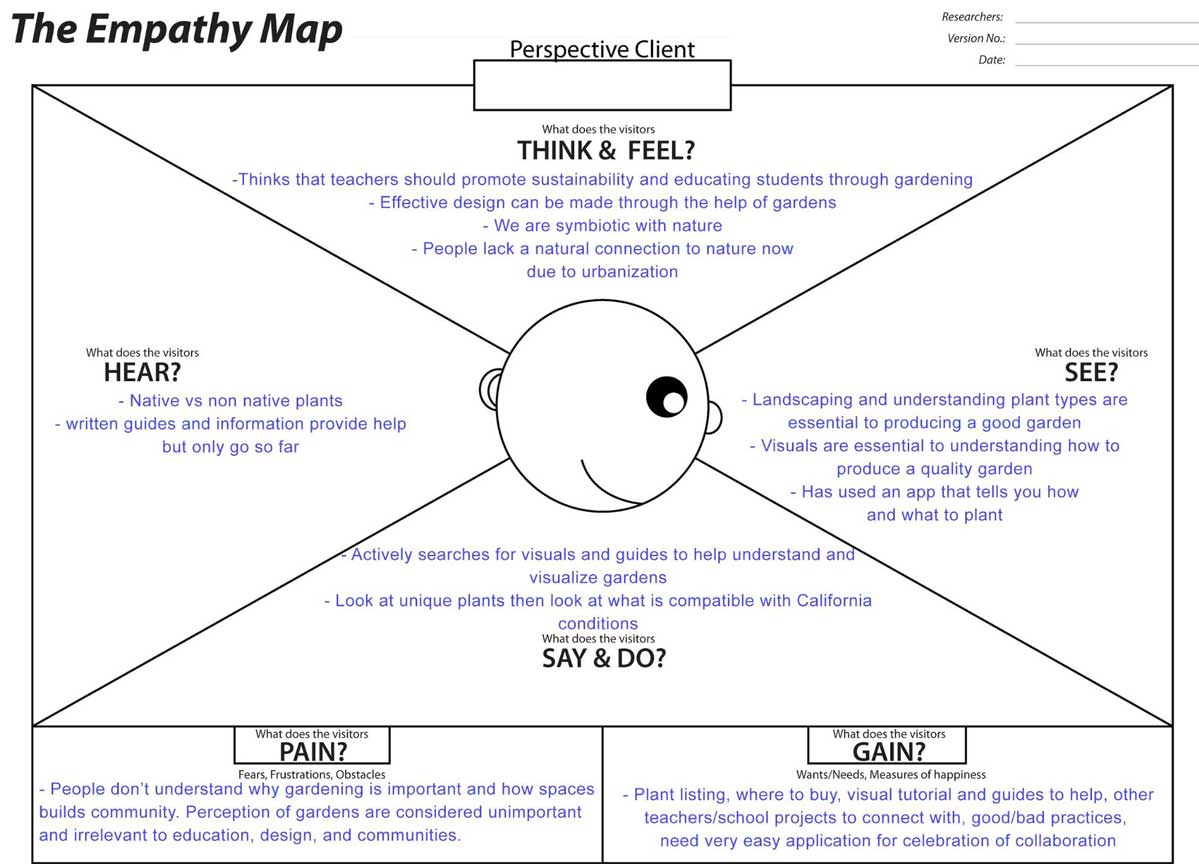 The Empathy Map
Researchers:
Version No.:
Date:
Perspective Client
What does the visitors
THINK & FEEL?
-Thinks that teachers should promote sustainability and educating students through gardening
- Effective design can be made through the help of gardens
- We are symbiotic with nature
- People lack a natural connection to nature now
due to urbanization
What does the visitors
HEAR?
- Native vs non native plants
- written guides and information provide help
but only go so far
What does the visitors
SEE?
- Landscaping and understanding plant types are
essential to producing a good garden
- Visuals are essential to understanding how to
produce a quality garden
- Has used an app that tells you how
and what to plant
- Actively searches for visuals and guides to help understand and
visualize gardens
- Look at unique plants then look at what is compatible with California
conditions
What does the visitors
SAY & DO?
What does the visitors
PAIN?
Fears, Frustrations, Obstacles
- People don’t understand why gardening is important and how spaces
builds community. Perception of gardens are considered unimportant
and irrelevant to education, design, and communities.
What does the visitors
GAIN?
Wants/Needs, Measures of happiness
- Plant listing, where to buy, visual tutorial and guides to help, other
teachers/school projects to connect with, good/bad practices,
need very easy application for celebration of collaboration